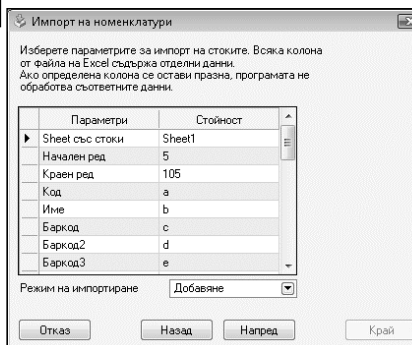 Импорт на номенклатури
Изберете параметрите за импорт на стоките. Всяка колона
от файла на Excel съдържа отделни данни.
Ако определена колона се остави празна, програмата не
обработва съответните данни.
Параметри Стойност
Sheet със стоки Sheet1
Начален ред 5
Краен ред 105
Код a
Име b
Баркод c
Баркод2 d
Баркод3 e
Режим на импортиране Добавяне
Отказ Назад Напред Край